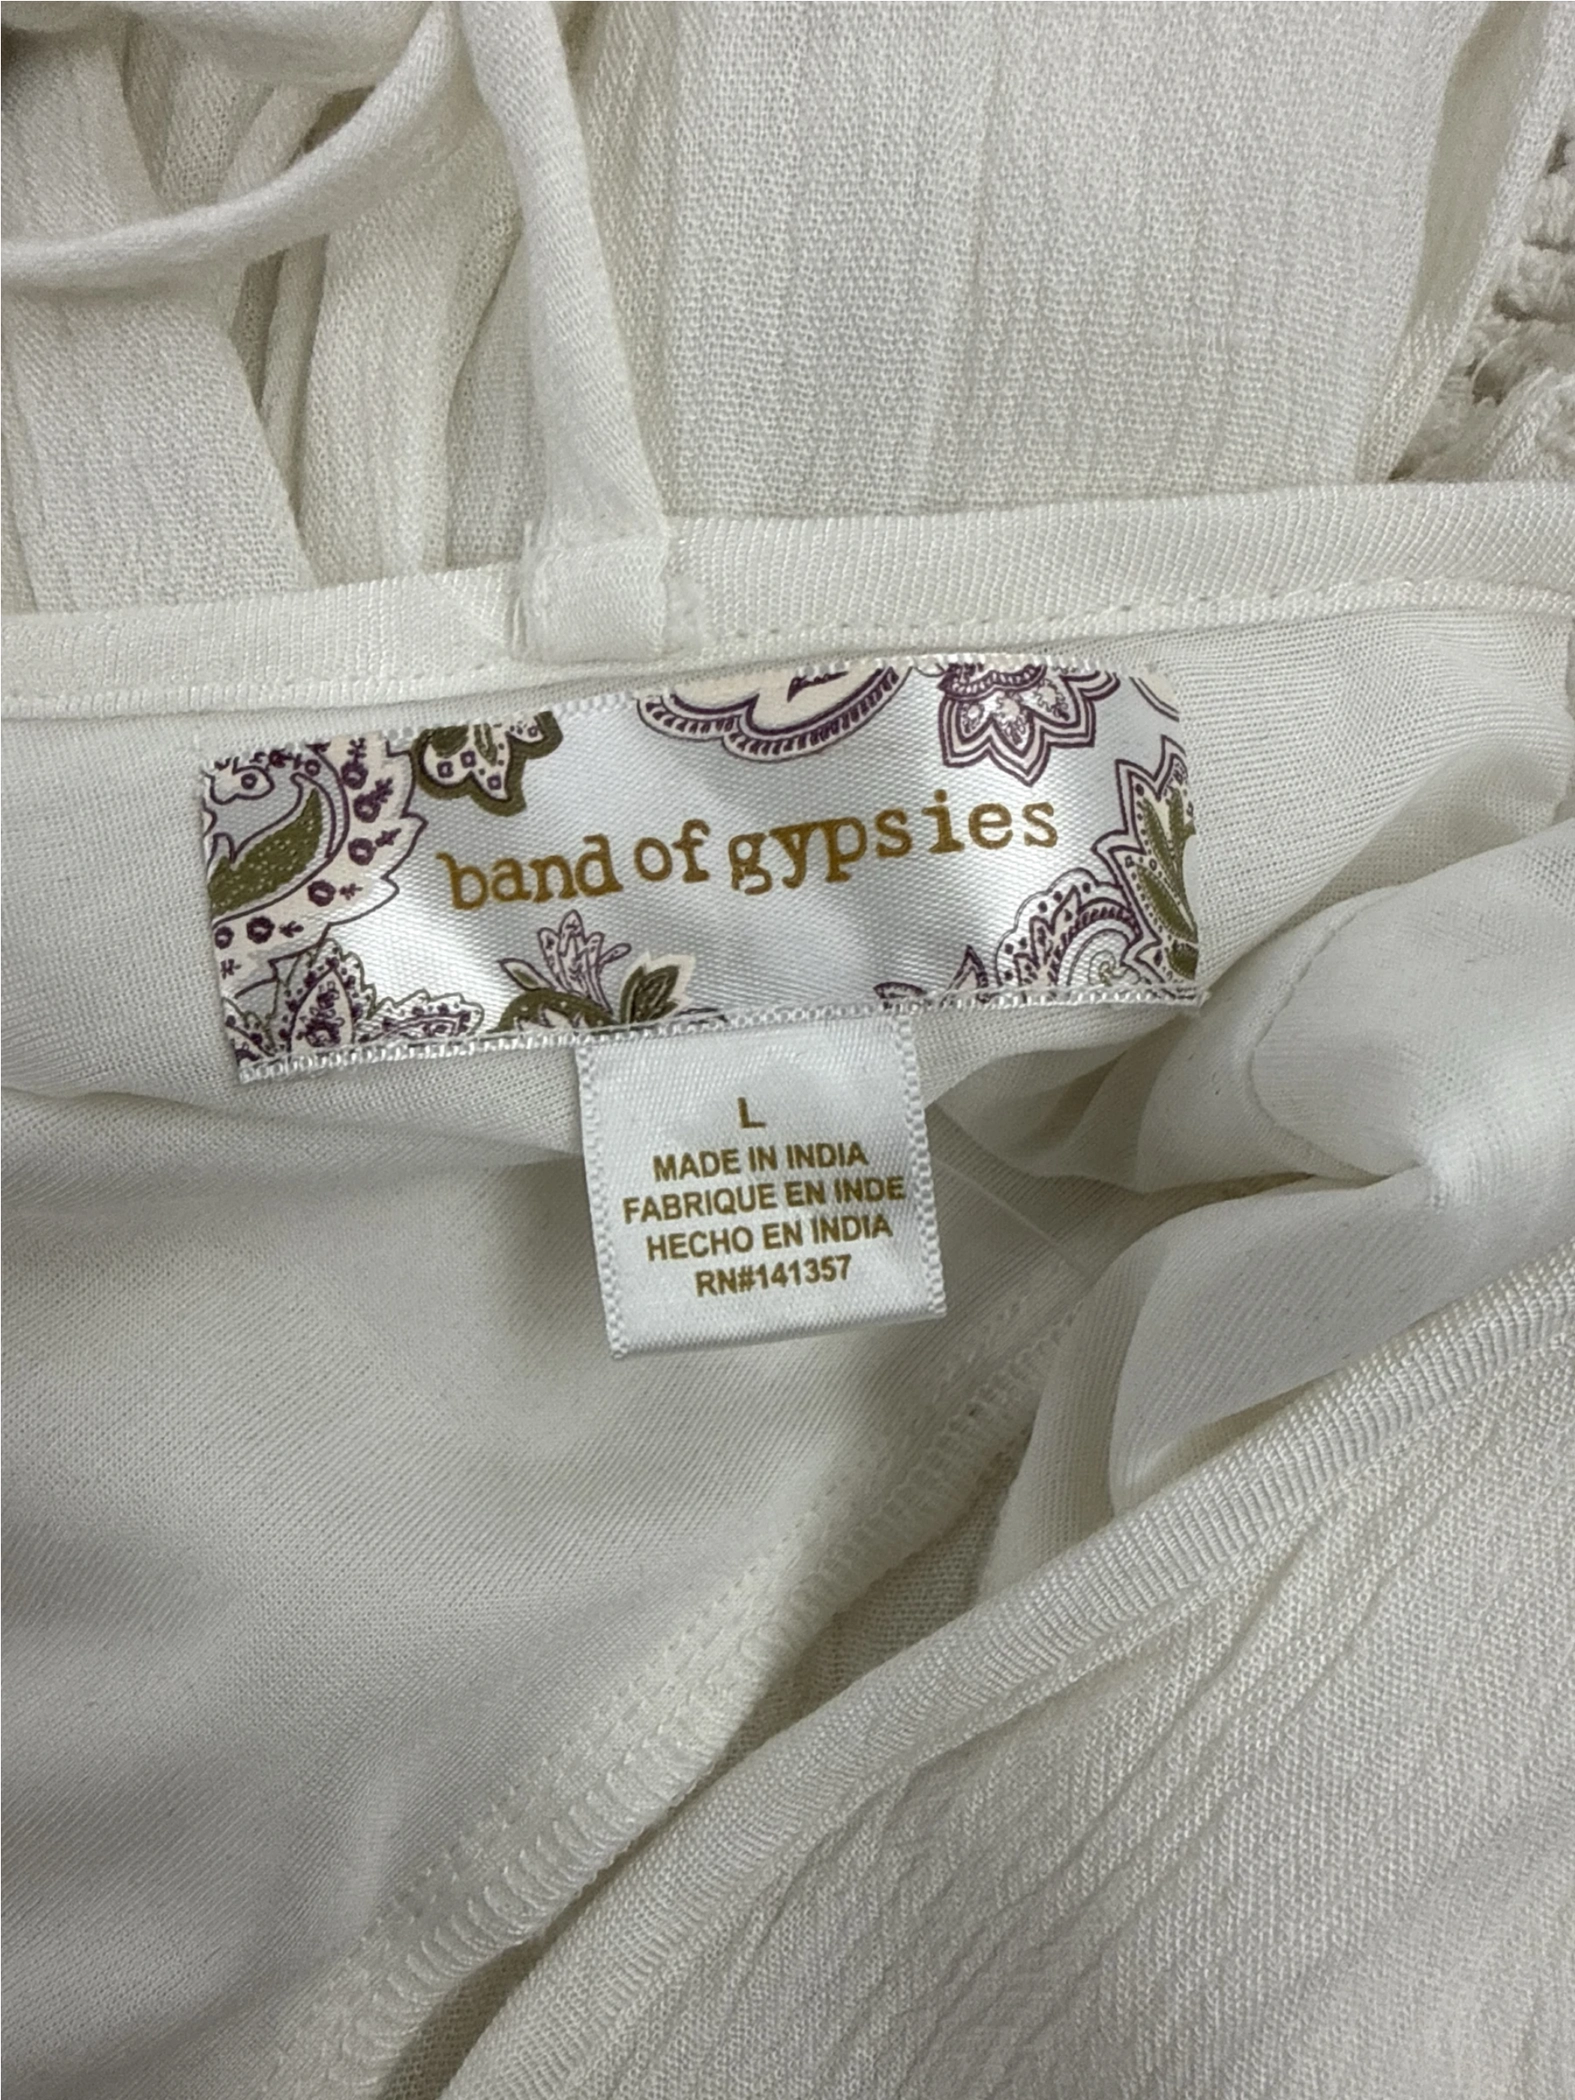 band of gypsies
L
MADE IN INDIA
FABRIQUE EN INDE
HECHO EN INDIA
RN#141357